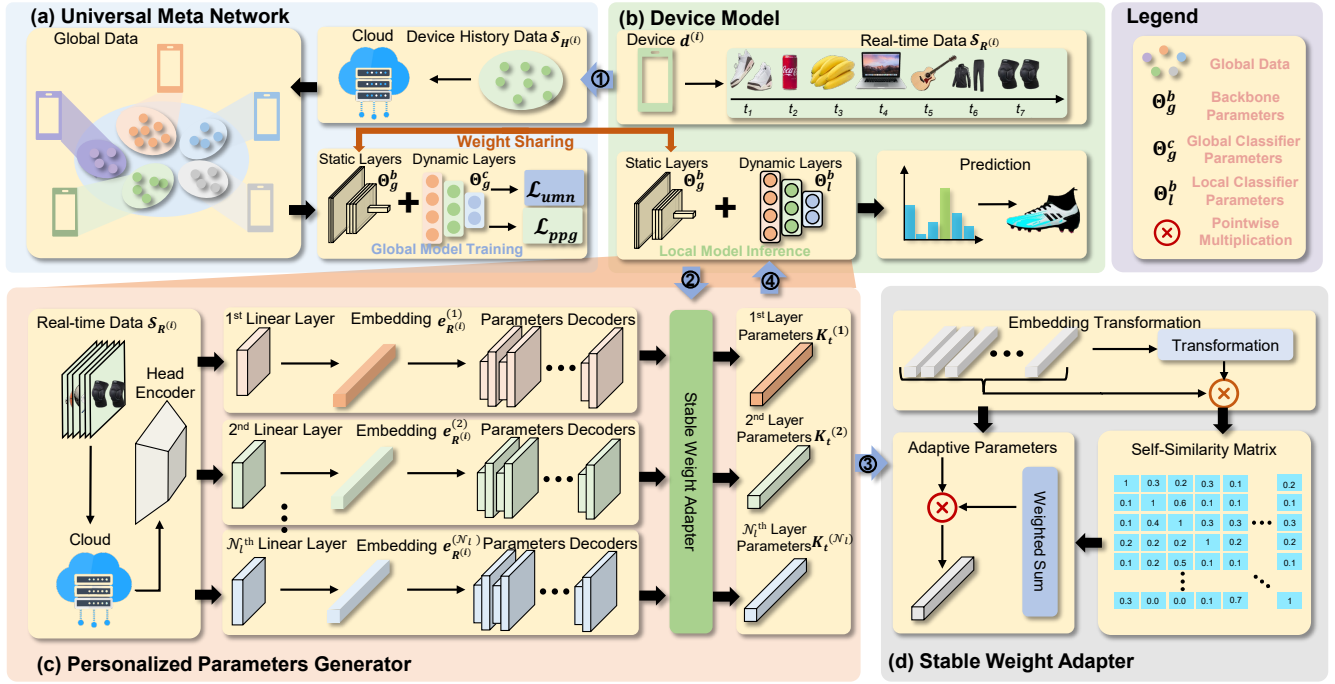 (a) Universal Meta Network
Global Data
Cloud
Device History Data 𝒮_H^(i)
①
Weight Sharing
Static Layers
Θ_g^b
Dynamic Layers
Θ_g^c
ℒ_umn
ℒ_ppg
Global Model Training
(b) Device Model
Device d^(i)
Real-time Data 𝒮_R^(i)
Coca-Cola
t_1 t_2 t_3 t_4 t_5 t_6 t_7
Static Layers
Θ_g^b
Dynamic Layers
Θ_l^b
Local Model Inference
Prediction
Legend
Global Data
Θ_g^b
Backbone
Parameters
Θ_g^c
Global Classifier
Parameters
Θ_l^b
Local Classifier
Parameters
Pointwise
Multiplication
②
④
Real-time Data 𝒮_R^(i)
Head
Encoder
Cloud
1st Linear Layer
Embedding e_R^(i)^(1)
Parameters Decoders
2nd Linear Layer
Embedding e_R^(i)^(2)
Parameters Decoders
𝒩_l^th Linear Layer
Embedding e_R^(i)^(𝒩_l)
Parameters Decoders
Stable Weight Adapter
1st Layer
Parameters K_t^(1)
2nd Layer
Parameters K_t^(2)
𝒩_l^th Layer
Parameters K_t^(𝒩_l)
(c) Personalized Parameters Generator
③
Embedding Transformation
Transformation
Adaptive Parameters
Weighted Sum
Self-Similarity Matrix
1 0.3 0.2 0.3 0.1 0.2
0.1 1 0.6 0.1 0.1 0.1
0.1 0.4 1 0.3 0.3 0.3
0.2 0.2 0.2 1 0.2 0.2
0.1 0.2 0.5 0.1 0.1 0.1
0.3 0.0 0.0 0.1 0.7 1
(d) Stable Weight Adapter